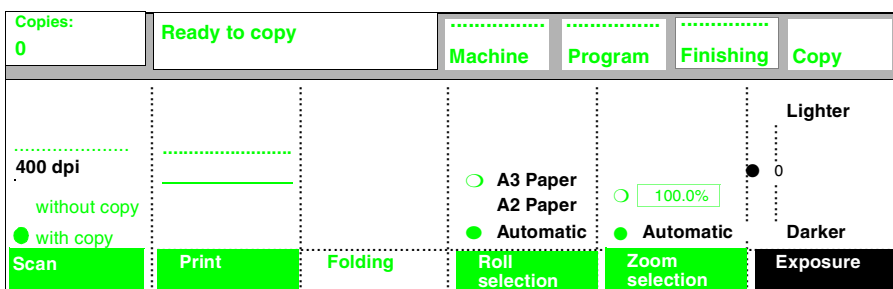 Copies:
0
Ready to copy
Machine
Program
Finishing
Copy
400 dpi
without copy
with copy
Scan
Print
Folding
A3 Paper
A2 Paper
Automatic
Roll
selection
100.0%
Automatic
Zoom
selection
Lighter
0
Darker
Exposure